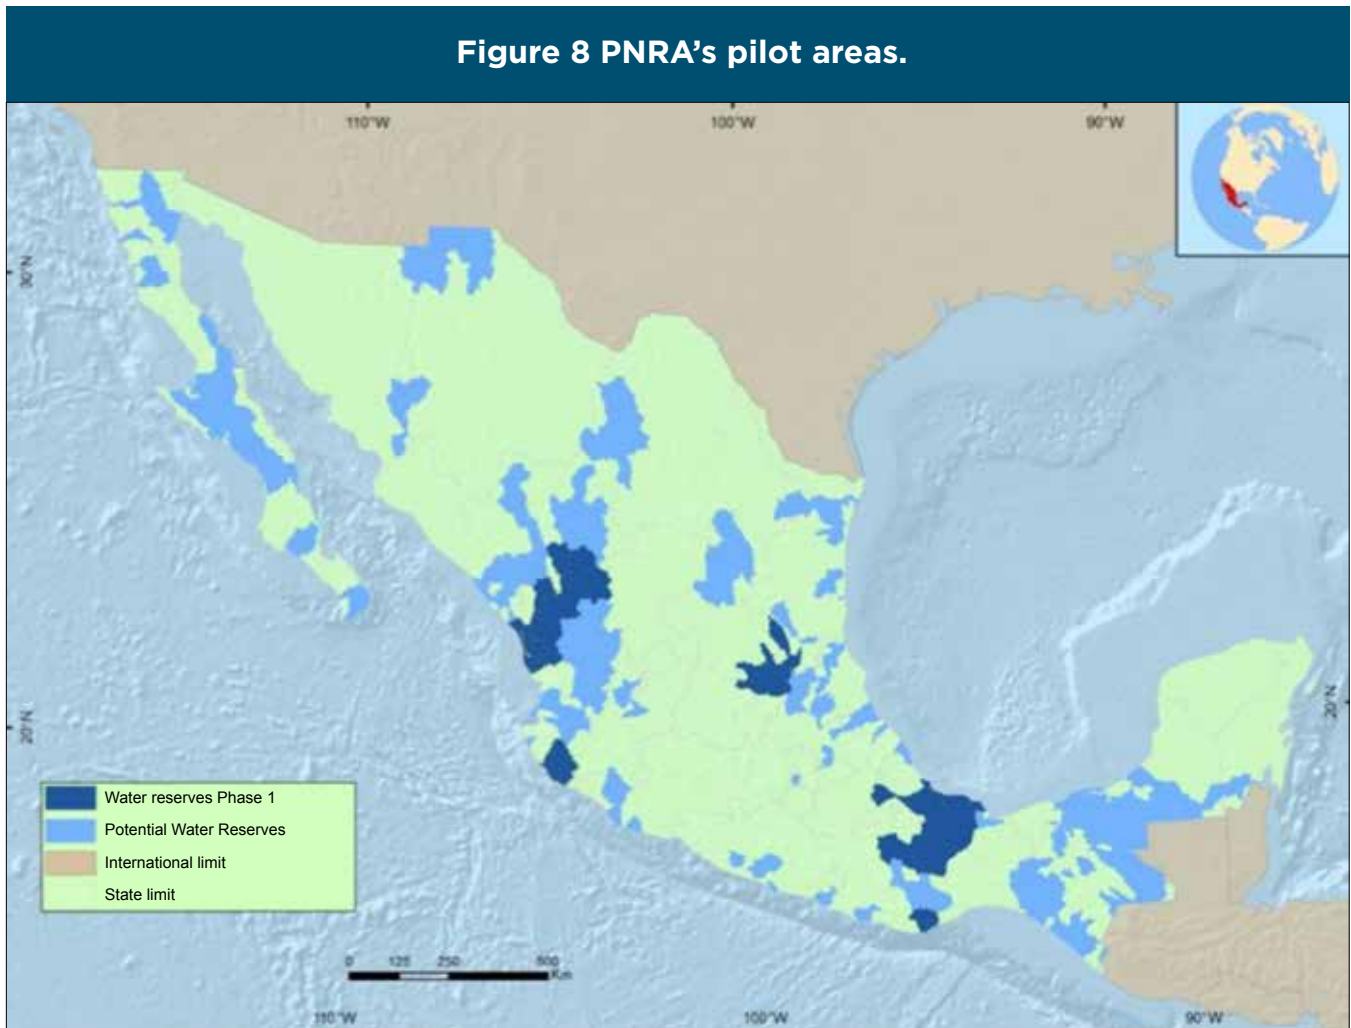 Figure 8 PNRA's pilot areas.
110°W 100°W 90°W
30°N
20°N
20°N
Water reserves Phase 1
Potential Water Reserves
International limit
State limit
0 125 250 500
Km
110°W 100°W 90°W